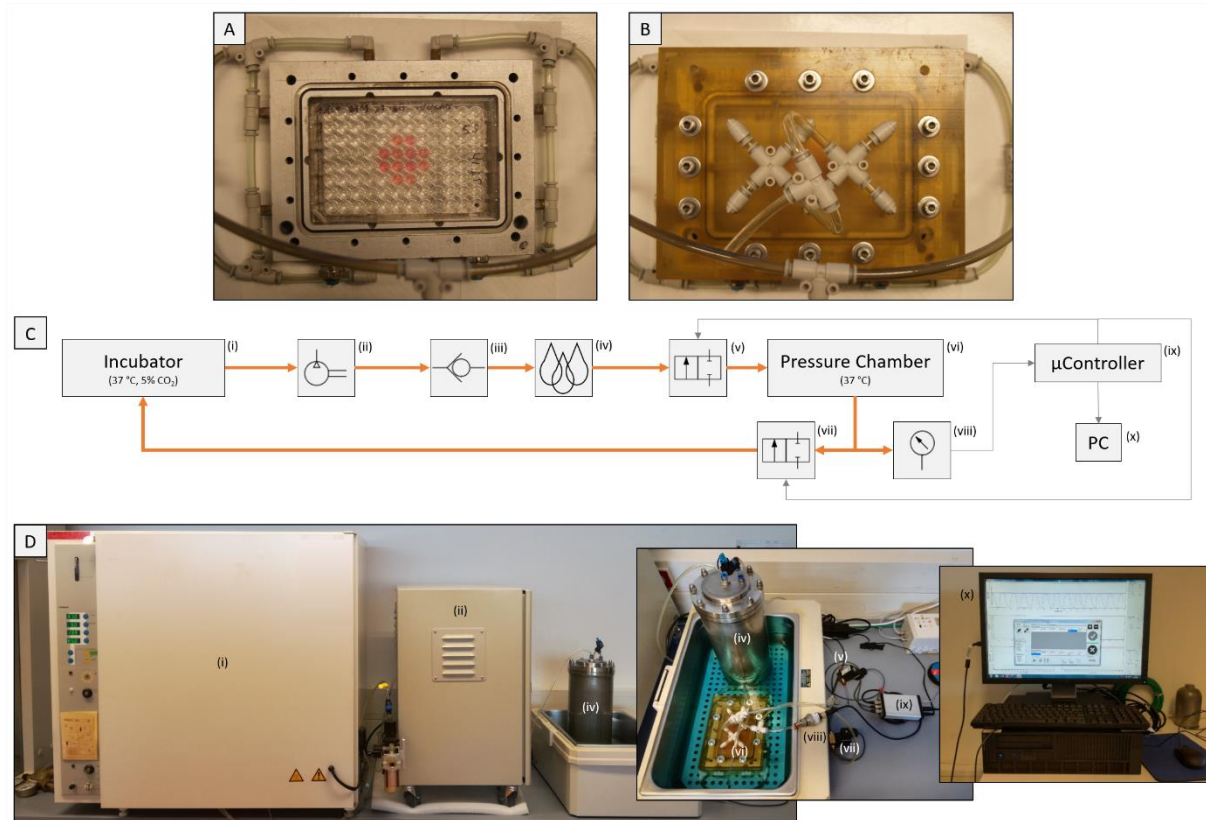 A
B
C
Incubator
(37 °C, 5% CO₂)
(i)
(ii)
(iii)
(iv)
(v)
Pressure Chamber
(37 °C)
(vi)
μController
(ix)
(vii)
(viii)
PC
(x)
D
(i)
(ii)
(iv)
(iv)
(v)
(ix)
(vi)
(viii)
(vii)
(x)